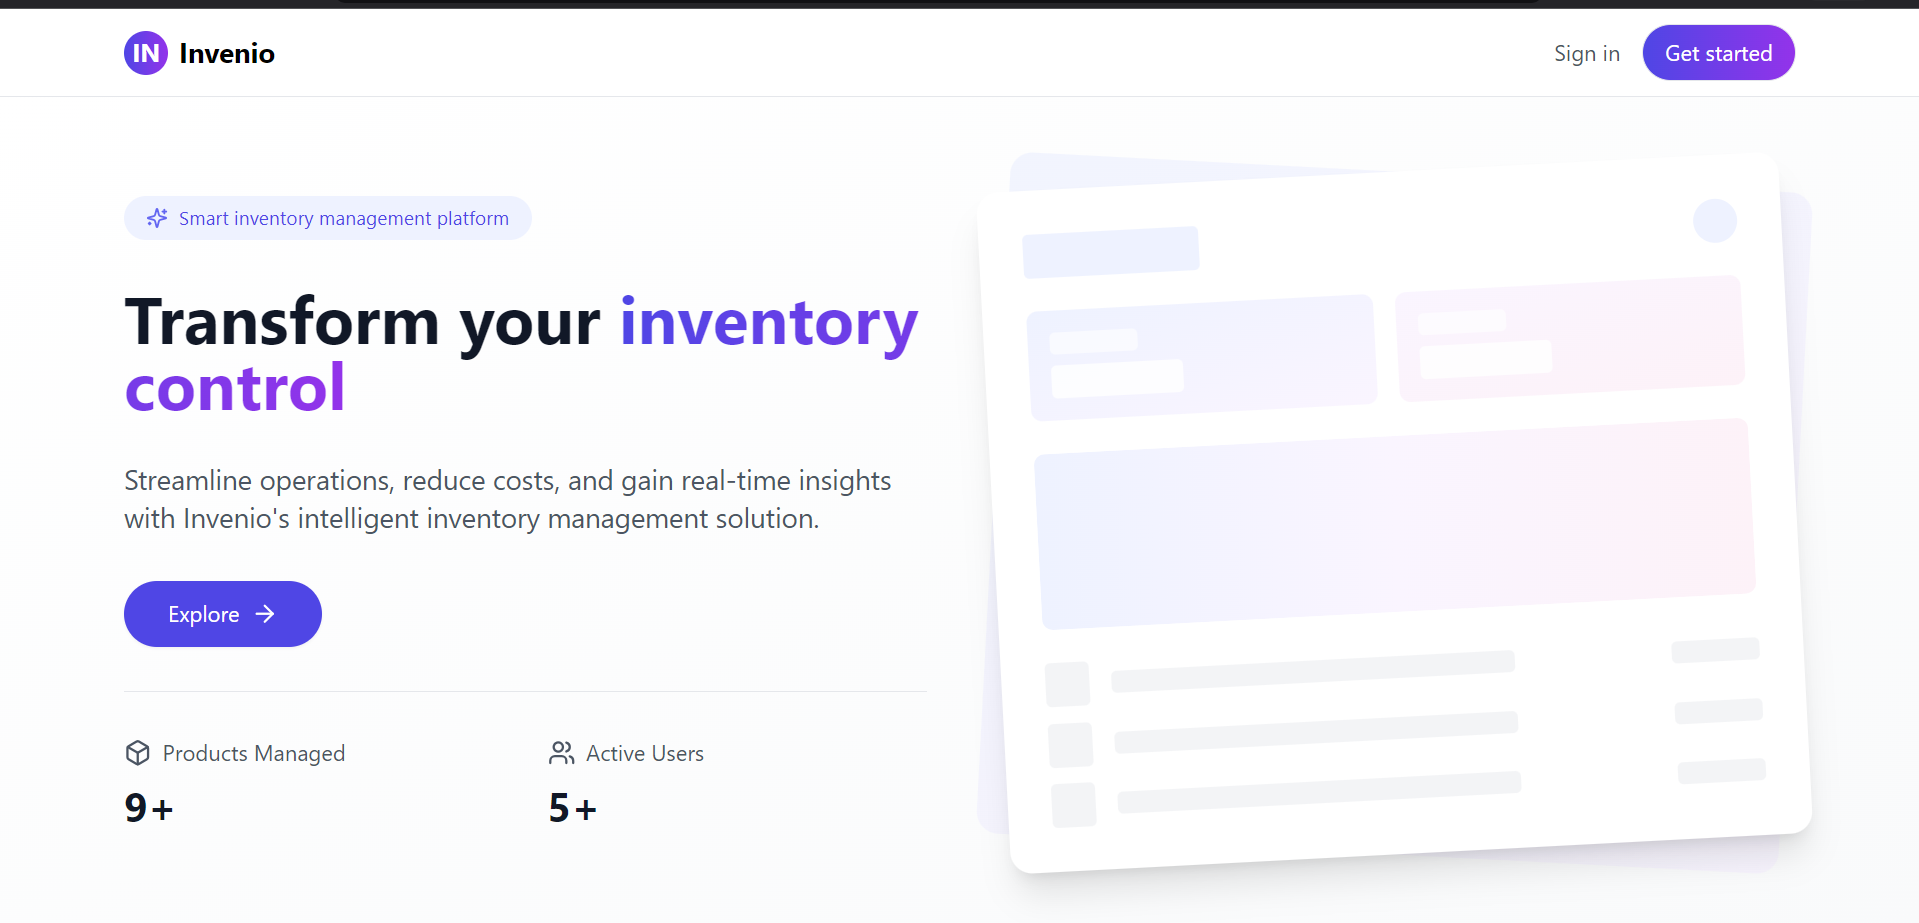 IN Invenio
Sign in
Get started
Smart inventory management platform
Transform your inventory
control
Streamline operations, reduce costs, and gain real-time insights
with Invenio's intelligent inventory management solution.
Explore
Products Managed
9+
Active Users
5+